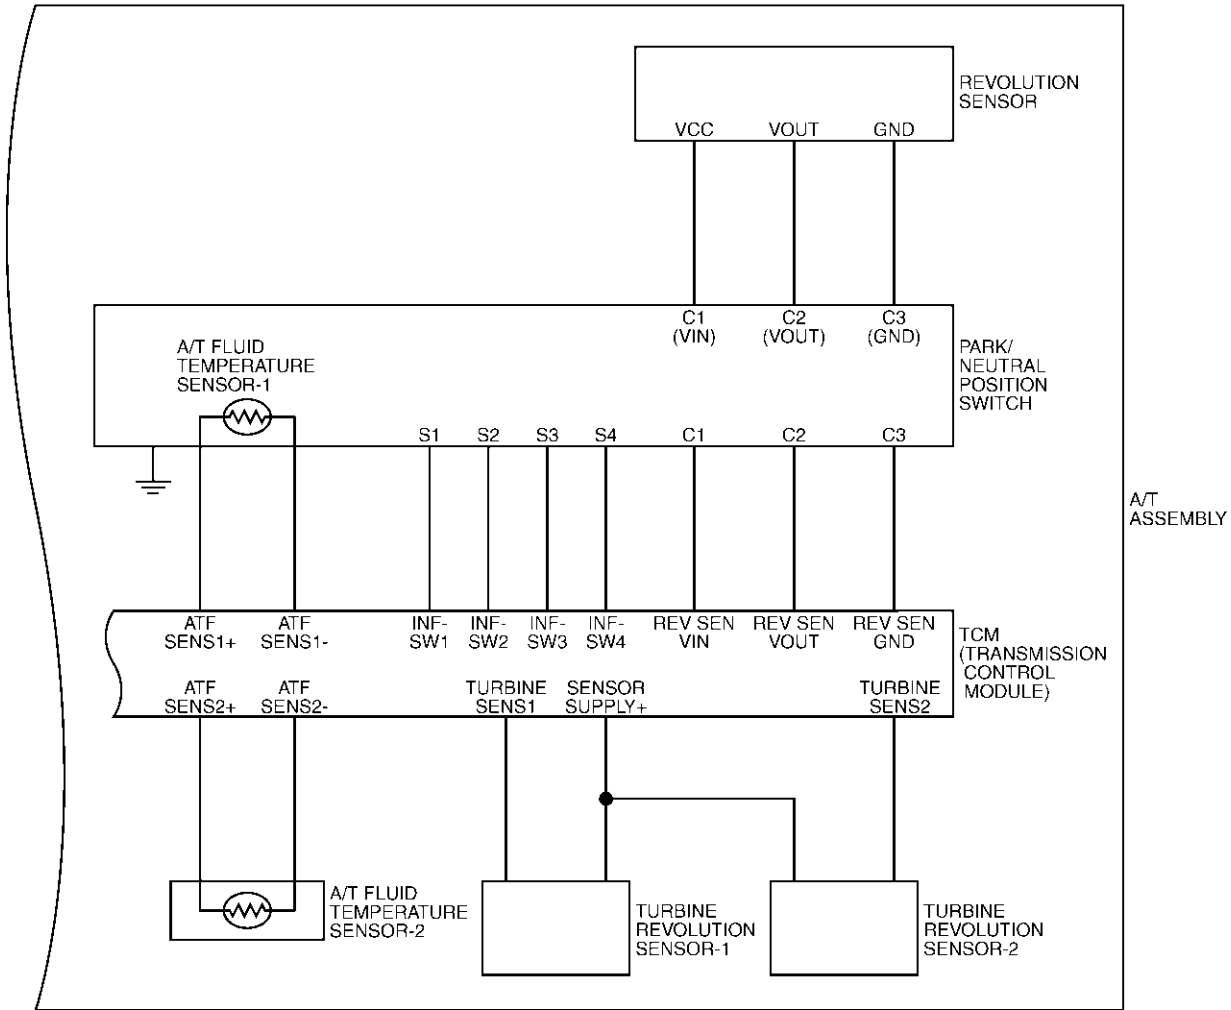 REVOLUTION
SENSOR
VCC VOUT GND
C1 C2 C3
(VIN) (VOUT) (GND)
A/T FLUID
TEMPERATURE
SENSOR-1
PARK/
NEUTRAL
POSITION
SWITCH
S1 S2 S3 S4 C1 C2 C3
A/T
ASSEMBLY
ATF ATF INF- INF- INF- INF- REV SEN REV SEN REV SEN
SENS1+ SENS1- SW1 SW2 SW3 SW4 VIN VOUT GND
TCM
(TRANSMISSION
CONTROL
MODULE)
ATF ATF TURBINE SENSOR TURBINE
SENS2+ SENS2- SENS1 SUPPLY+ SENS2
A/T FLUID
TEMPERATURE
SENSOR-2
TURBINE
REVOLUTION
SENSOR-1
TURBINE
REVOLUTION
SENSOR-2